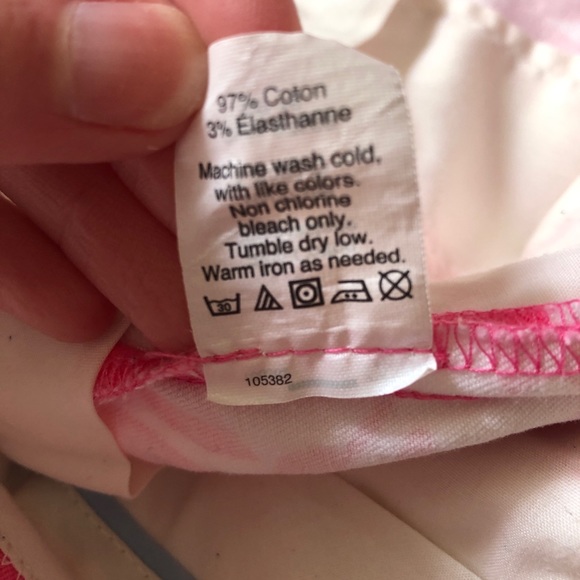 97% Coton
3% Élasthanne
Machine wash cold,
with like colors.
Non chlorine
bleach only.
Tumble dry low.
Warm iron as needed.
30
105382